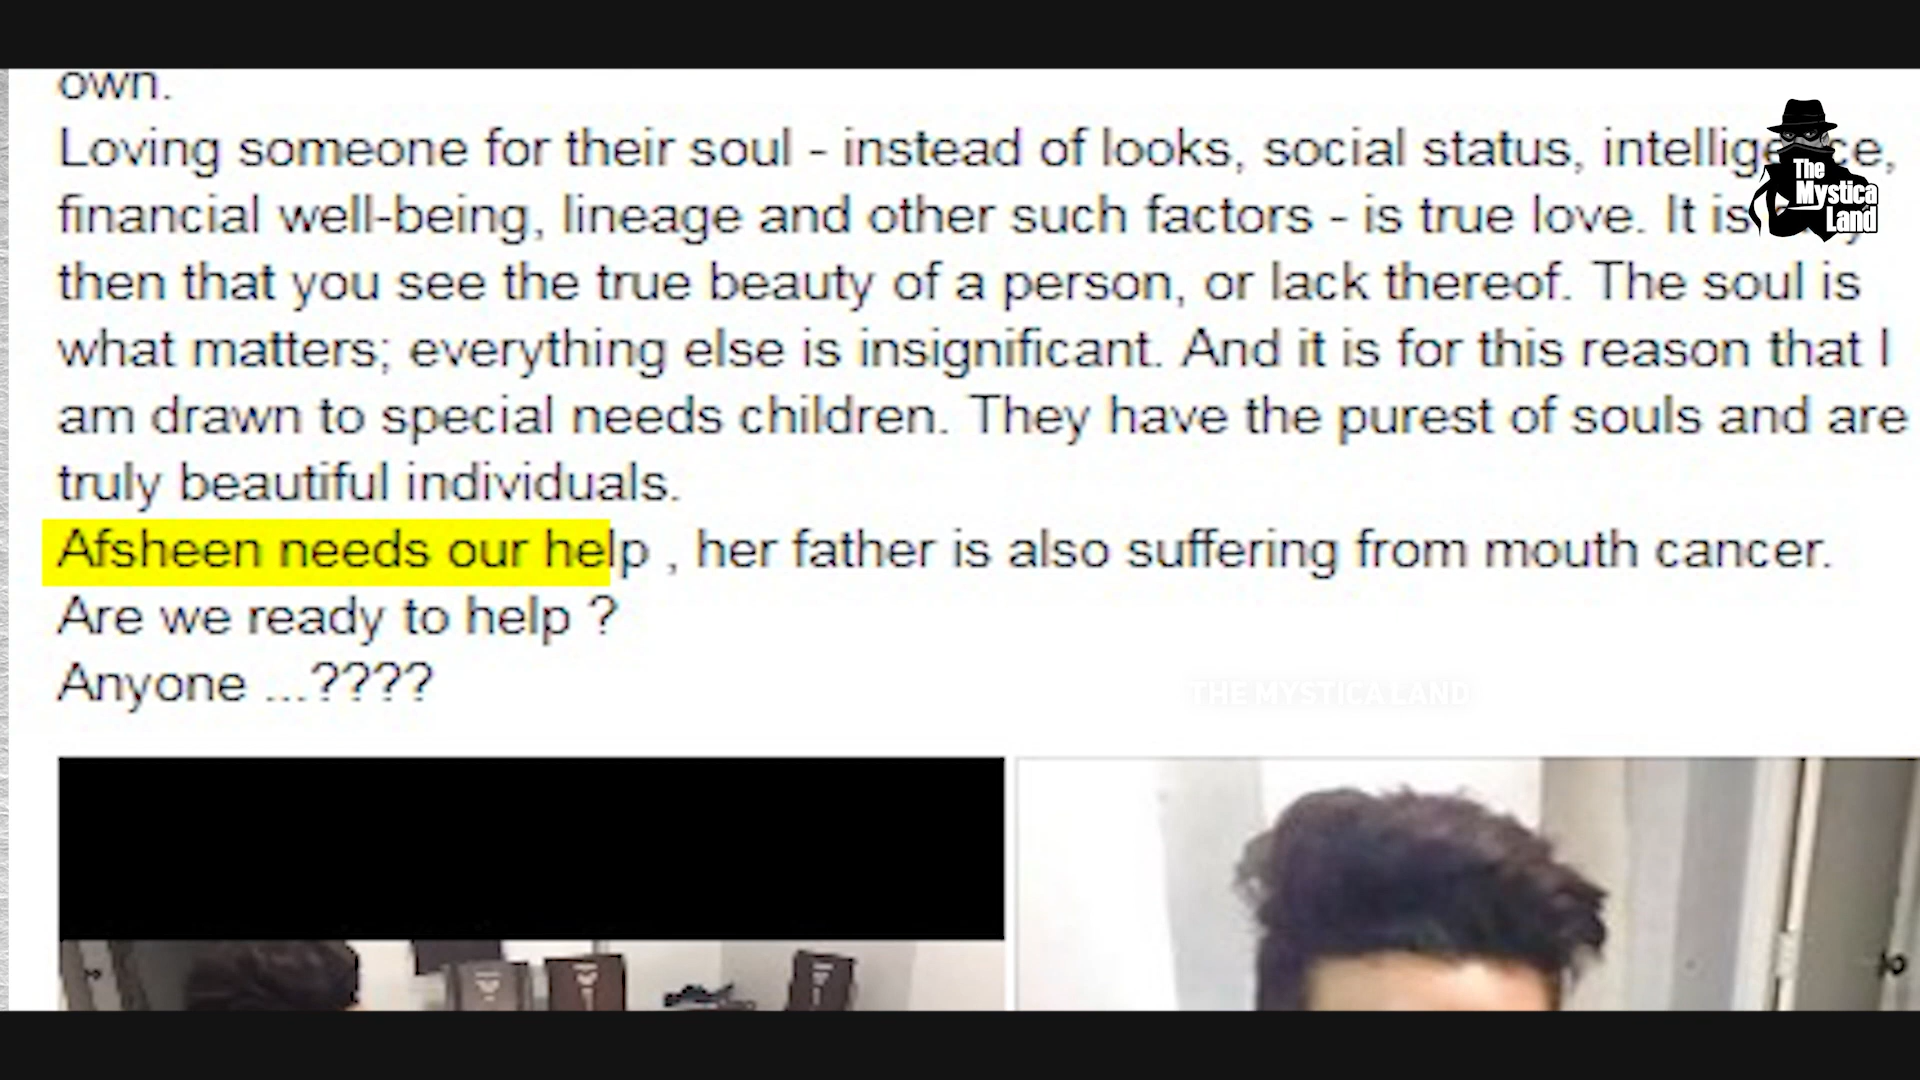 own.
Loving someone for their soul - instead of looks, social status,
financial well-being, lineage and other such factors - is true love. It is
then that you see the true beauty of a person, or lack thereof. The soul is
what matters; everything else is insignificant. And it is for this reason that I
am drawn to special needs children. They have the purest of souls and are
truly beautiful individuals.
Afsheen needs our help , her father is also suffering from mouth cancer.
Are we ready to help ?
Anyone ...????
The
Mystica
Land
THE MYSTICA LAND